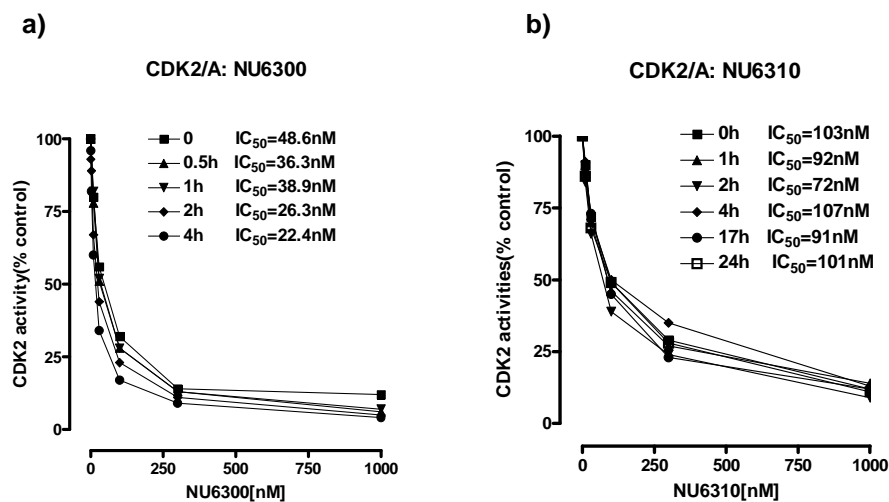 a)
CDK2/A: NU6300
0 IC50=48.6nM
0.5h IC50=36.3nM
1h IC50=38.9nM
2h IC50=26.3nM
4h IC50=22.4nM
CDK2 activity(% control)
100
75
50
25
0
0 250 500 750 1000
NU6300[nM]
b)
CDK2/A: NU6310
0h IC50=103nM
1h IC50=92nM
2h IC50=72nM
4h IC50=107nM
17h IC50=91nM
24h IC50=101nM
CDK2 activities(% control)
100
75
50
25
0
0 250 500 750 1000
NU6310[nM]